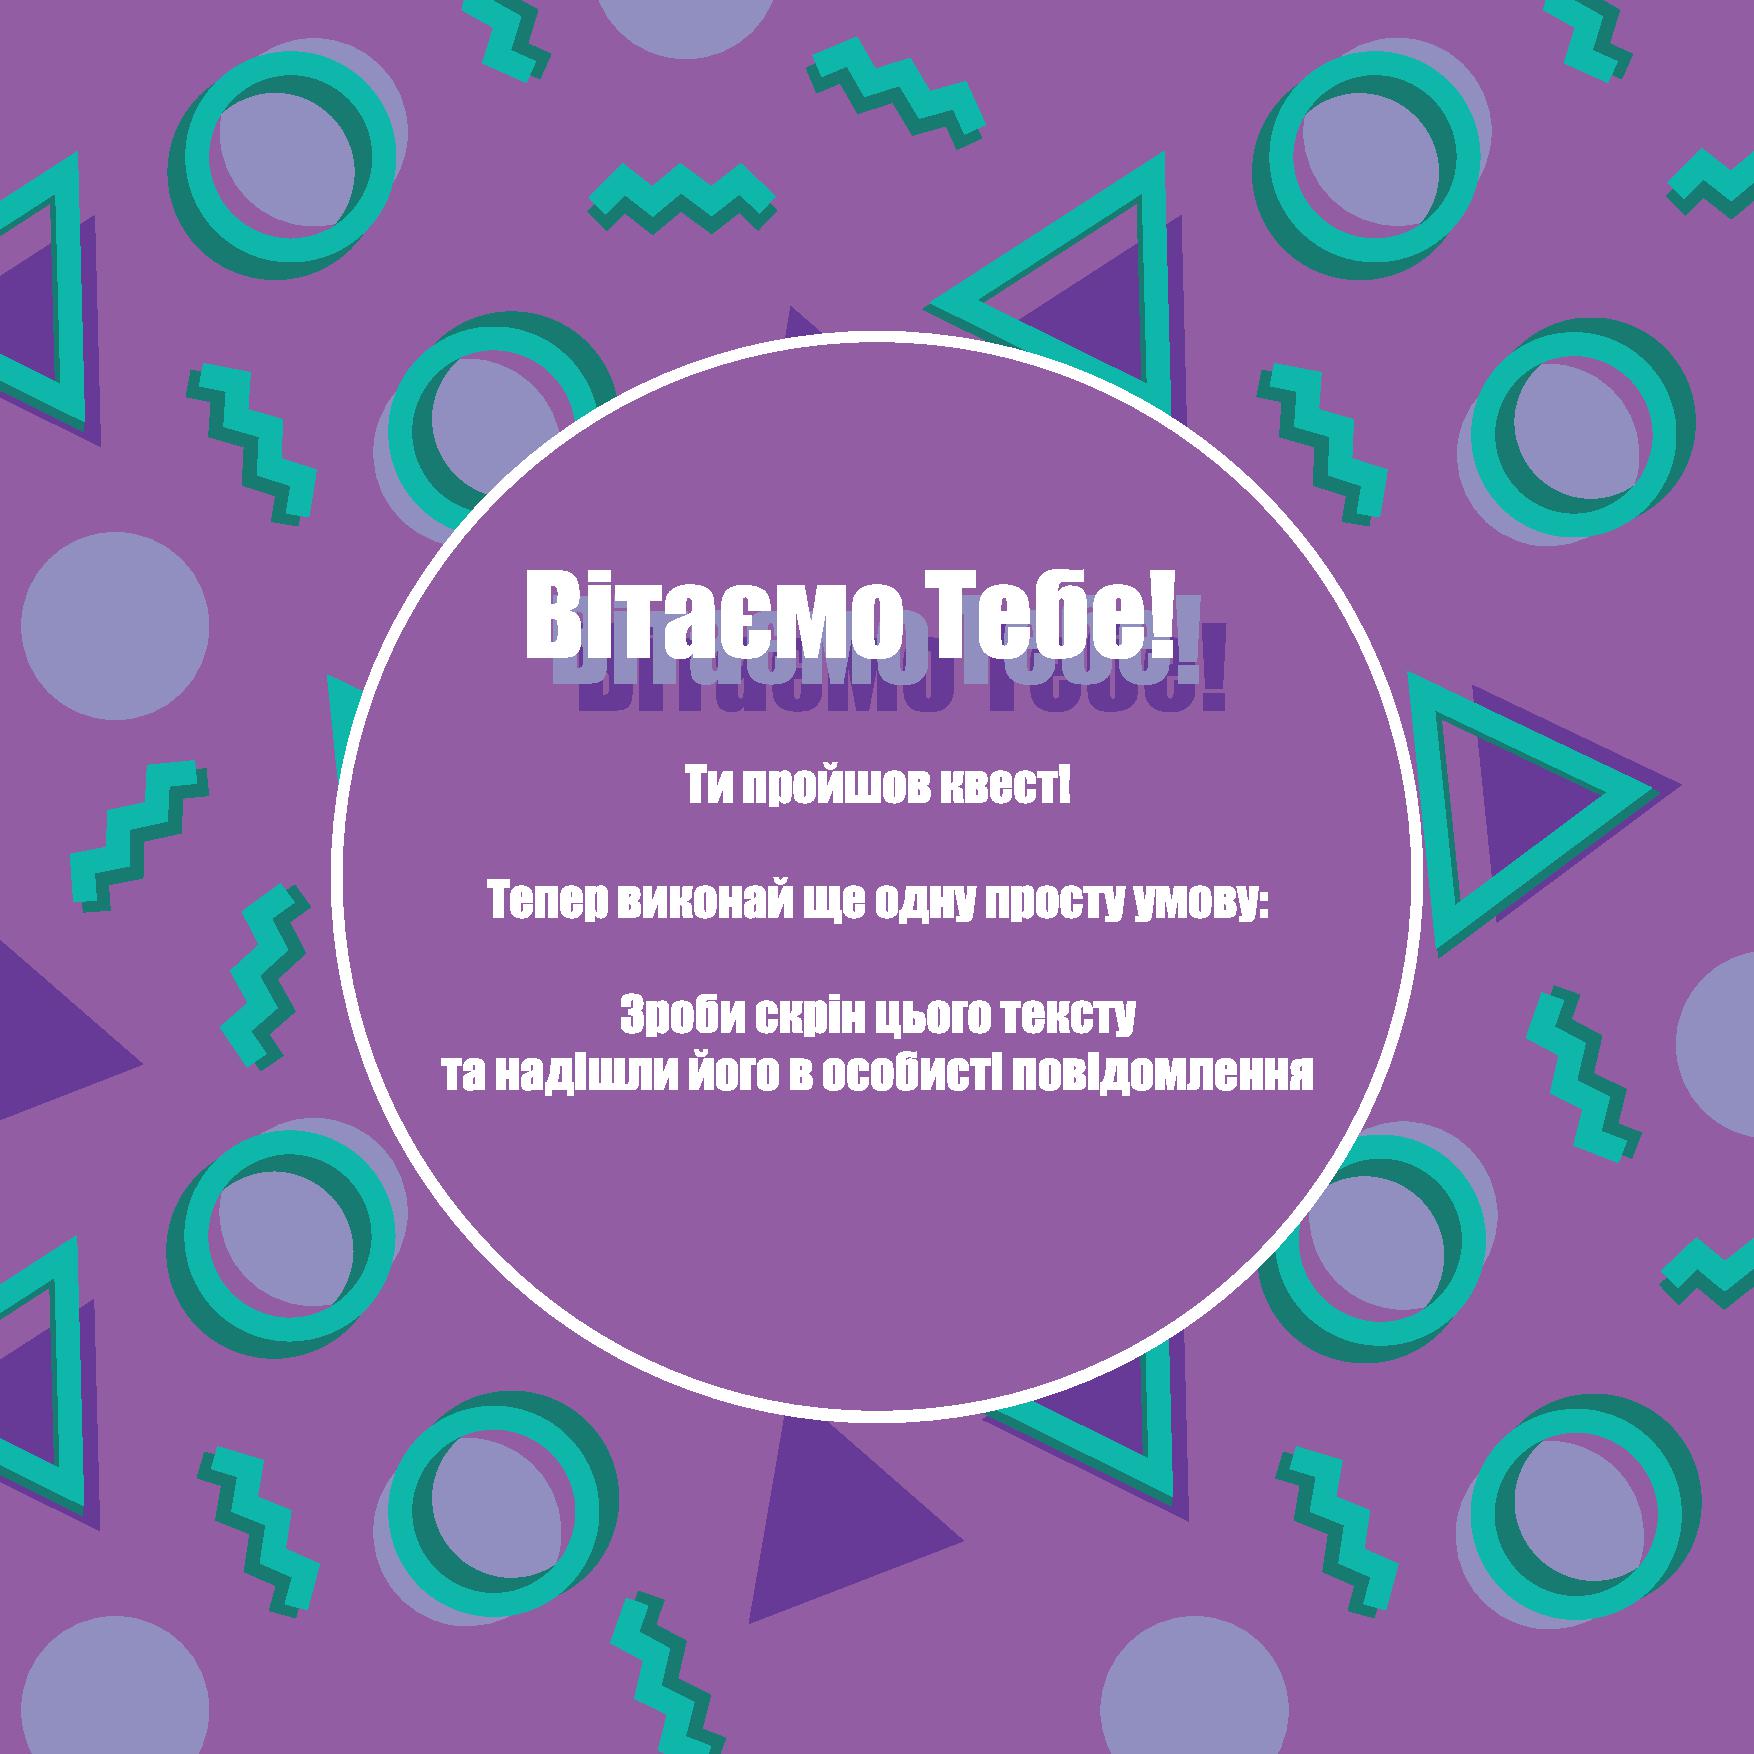 Вітаємо Тебе!
Ти пройшов квест!
Тепер виконай ще одну просту умову:
Зроби скрін цього тексту
та надішли його в особисті повідомлення